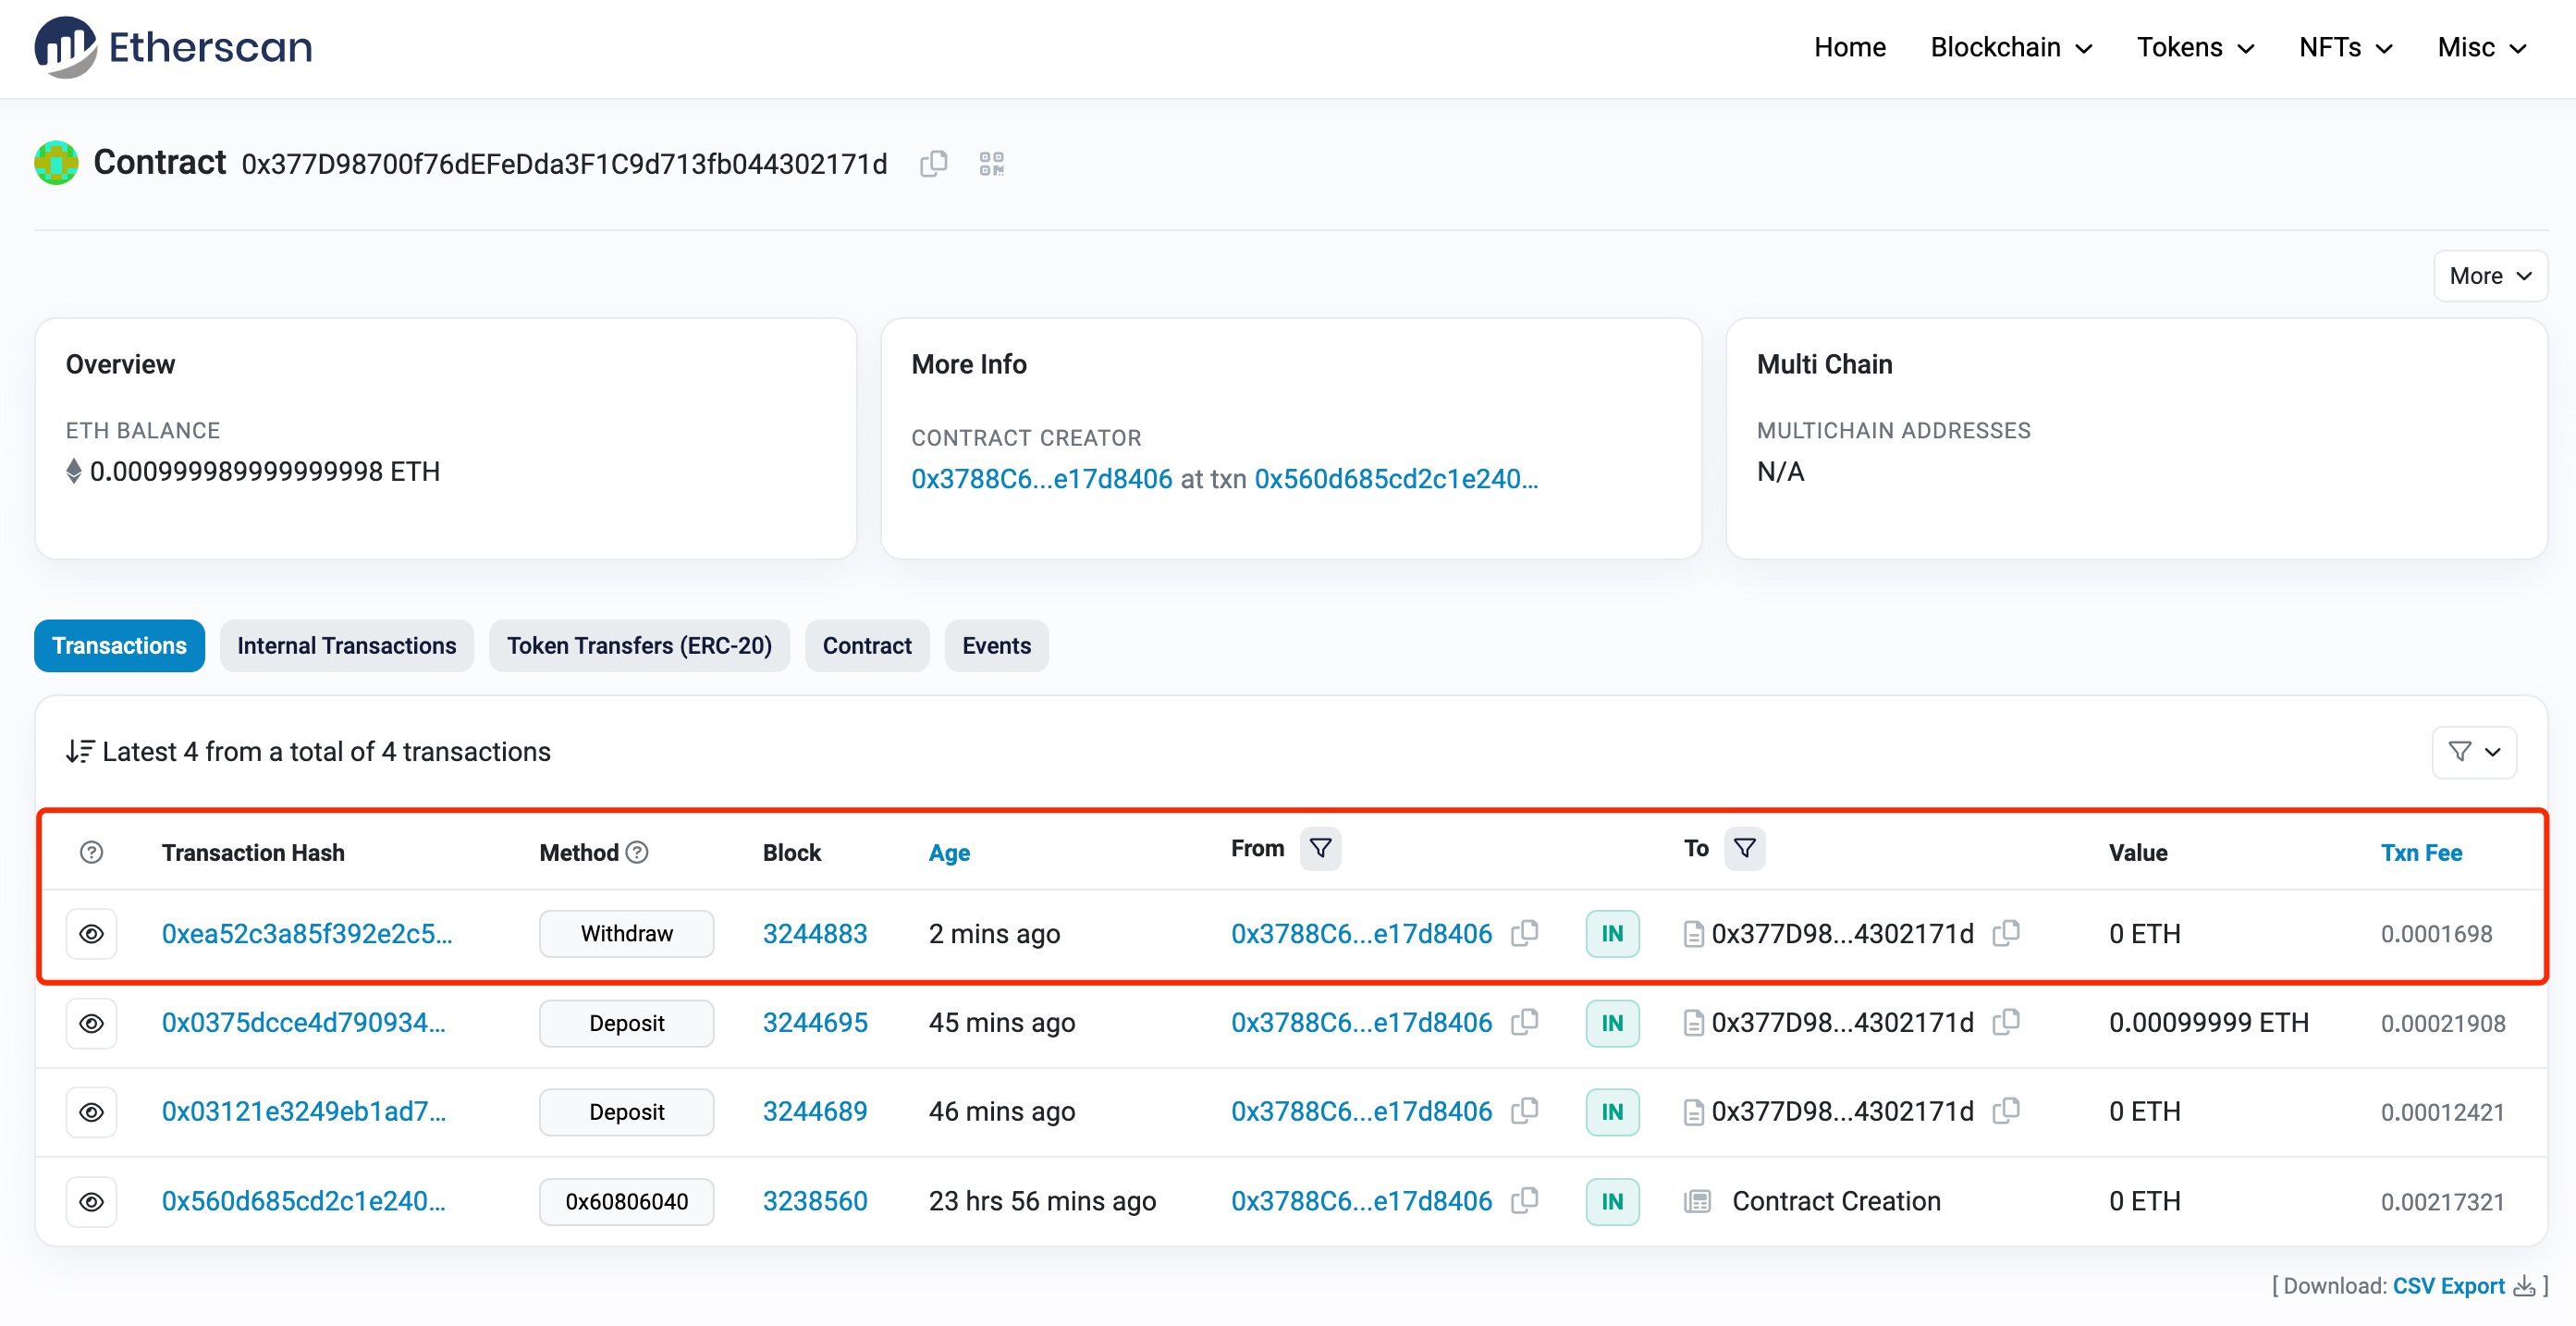 Etherscan
Home Blockchain Tokens NFTs Misc
Contract 0x377D98700f76dEFeDda3F1C9d713fb044302171d
More
Overview
ETH BALANCE
0.000999989999999998 ETH
More Info
CONTRACT CREATOR
0x3788C6...e17d8406 at txn 0x560d685cd2c1e240...
Multi Chain
MULTICHAIN ADDRESSES
N/A
Transactions Internal Transactions Token Transfers (ERC-20) Contract Events
Latest 4 from a total of 4 transactions
Transaction Hash Method Block Age From To Value Txn Fee
0xea52c3a85f392e2c5... Withdraw 3244883 2 mins ago 0x3788C6...e17d8406 IN 0x377D98...4302171d 0 ETH 0.0001698
0x0375dcce4d790934... Deposit 3244695 45 mins ago 0x3788C6...e17d8406 IN 0x377D98...4302171d 0.00099999 ETH 0.00021908
0x03121e3249eb1ad7... Deposit 3244689 46 mins ago 0x3788C6...e17d8406 IN 0x377D98...4302171d 0 ETH 0.00012421
0x560d685cd2c1e240... 0x60806040 3238560 23 hrs 56 mins ago 0x3788C6...e17d8406 IN Contract Creation 0 ETH 0.00217321
[ Download: CSV Export ]